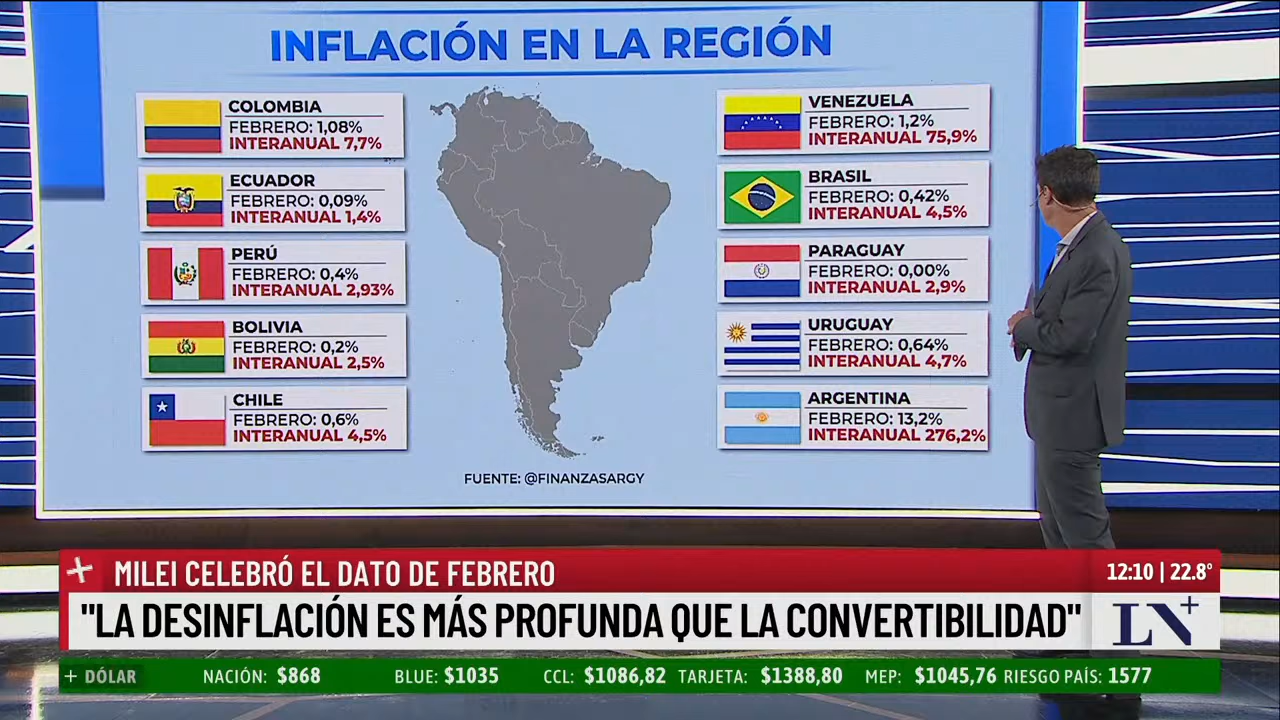 INFLACIÓN EN LA REGIÓN
COLOMBIA
FEBRERO: 1,08%
INTERANUAL 7,7%
ECUADOR
FEBRERO: 0,09%
INTERANUAL 1,4%
PERÚ
FEBRERO: 0,4%
INTERANUAL 2,93%
BOLIVIA
FEBRERO: 0,2%
INTERANUAL 2,5%
CHILE
FEBRERO: 0,6%
INTERANUAL 4,5%
VENEZUELA
FEBRERO: 1,2%
INTERANUAL 75,9%
BRASIL
FEBRERO: 0,42%
INTERANUAL 4,5%
PARAGUAY
FEBRERO: 0,00%
INTERANUAL 2,9%
URUGUAY
FEBRERO: 0,64%
INTERANUAL 4,7%
ARGENTINA
FEBRERO: 13,2%
INTERANUAL 276,2%
FUENTE: @FINANZASARGY
MILEI CELEBRÓ EL DATO DE FEBRERO
12:10 | 22.8°
"LA DESINFLACIÓN ES MÁS PROFUNDA QUE LA CONVERTIBILIDAD"
LN+
+ DÓLAR NACIÓN: $868 BLUE: $1035 CCL: $1086,82 TARJETA: $1388,80 MEP: $1045,76 RIESGO PAÍS: 1577